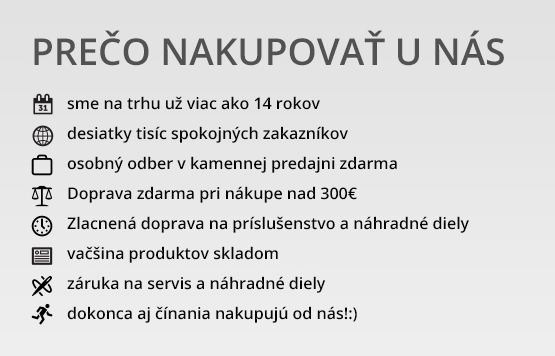 PREČO NAKUPOVAŤ U NÁS
sme na trhu už viac ako 14 rokov
desiatky tisíc spokojných zakazníkov
osobný odber v kamennej predajni zdarma
Doprava zdarma pri nákupe nad 300€
Zlacnená doprava na príslušenstvo a náhradné diely
vačšina produktov skladom
záruka na servis a náhradné diely
dokonca aj čínania nakupujú od nás!:)